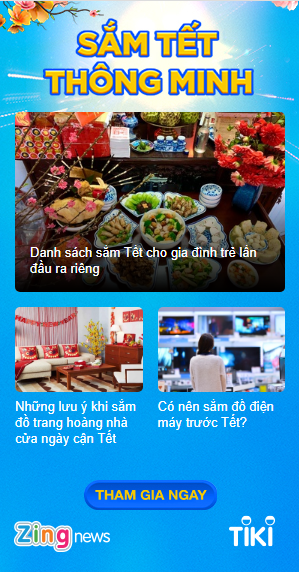 SẮM TẾT
THÔNG MINH
Danh sách sắm Tết cho gia đình trẻ lần
đầu ra riêng
Những lưu ý khi sắm
đồ trang hoàng nhà
cửa ngày cận Tết
Có nên sắm đồ điện
máy trước Tết?
THAM GIA NGAY
Zing news
TIKI